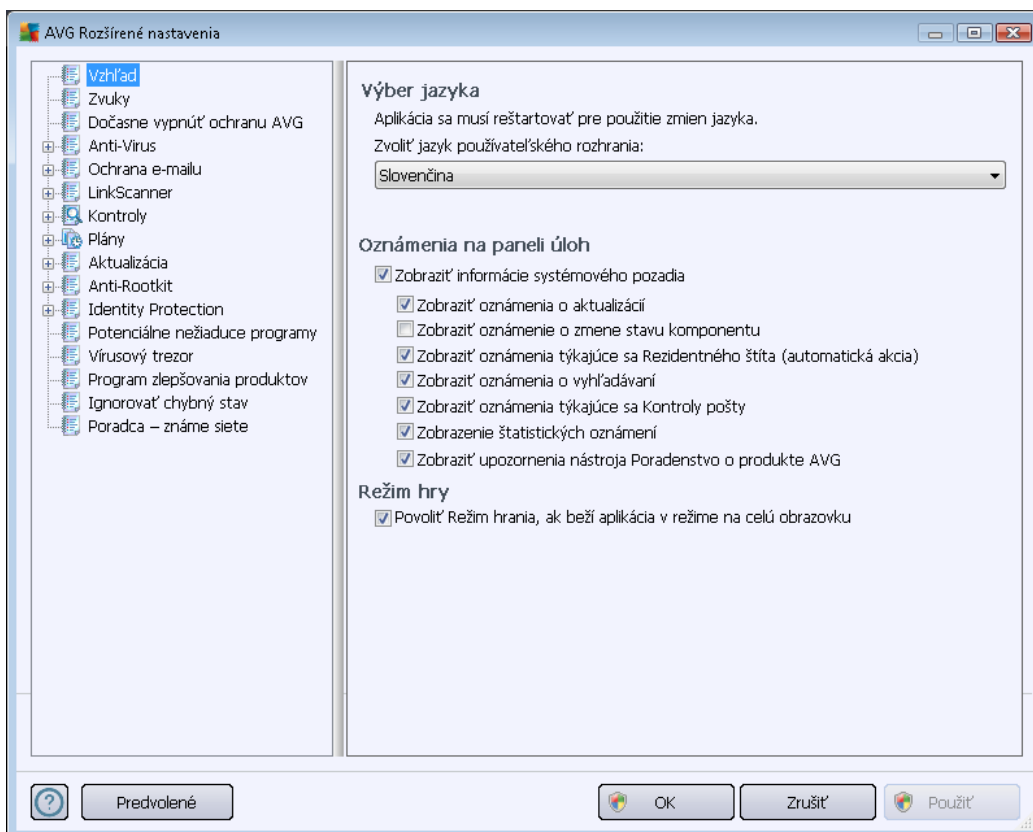 AVG Rozšírené nastavenia
Vzhľad
Zvuky
Dočasne vypnúť ochranu AVG
Anti-Virus
Ochrana e-mailu
LinkScanner
Kontroly
Plány
Aktualizácia
Anti-Rootkit
Identity Protection
Potenciálne nežiaduce programy
Vírusový trezor
Program zlepšovania produktov
Ignorovať chybný stav
Poradca – známe siete
Výber jazyka
Aplikácia sa musí reštartovať pre použitie zmien jazyka.
Zvoliť jazyk používateľského rozhrania:
Slovenčina
Oznámenia na paneli úloh
Zobraziť informácie systémového pozadia
Zobraziť oznámenia o aktualizácií
Zobraziť oznámenie o zmene stavu komponentu
Zobraziť oznámenia týkajúce sa Rezidentného štíta (automatická akcia)
Zobraziť oznámenia o vyhľadávaní
Zobraziť oznámenia týkajúce sa Kontroly pošty
Zobrazenie štatistických oznámení
Zobraziť upozornenia nástroja Poradenstvo o produkte AVG
Režim hry
Povoliť Režim hrania, ak beží aplikácia v režime na celú obrazovku
Predvolené
OK
Zrušiť
Použiť